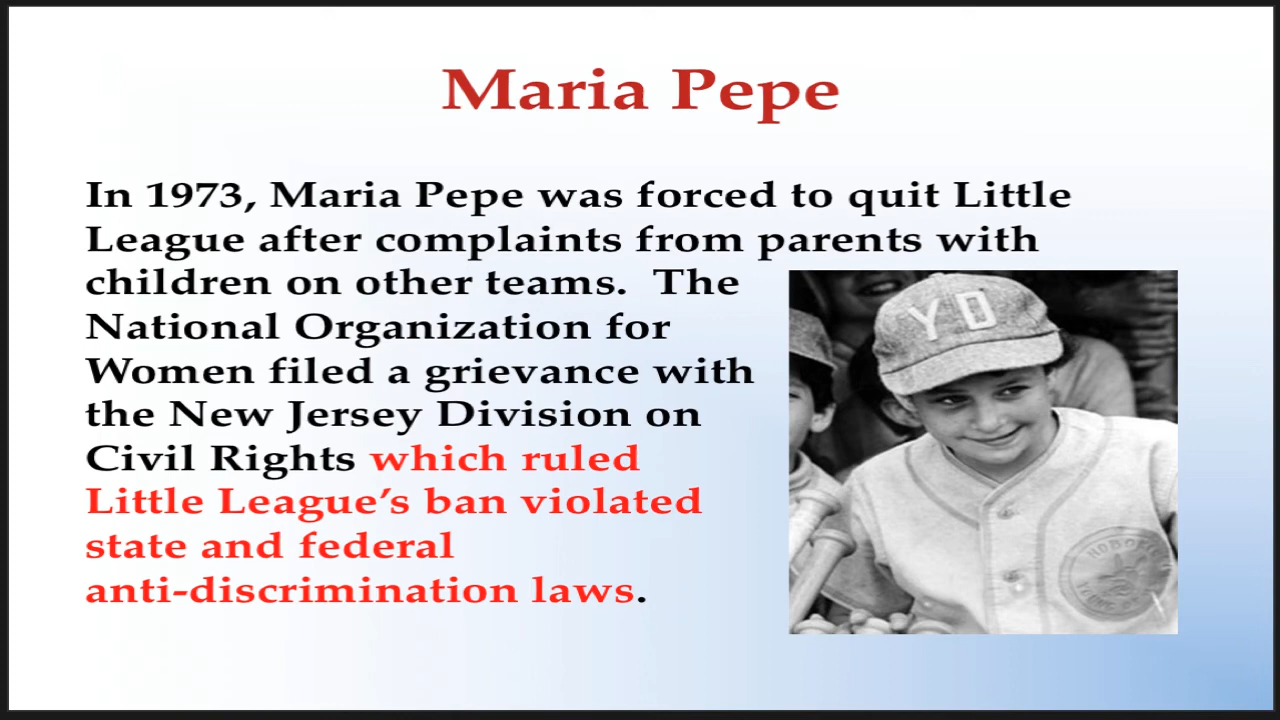 Maria Pepe
In 1973, Maria Pepe was forced to quit Little
League after complaints from parents with
children on other teams.  The
National Organization for
Women filed a grievance with
the New Jersey Division on
Civil Rights which ruled
Little League’s ban violated
state and federal
anti-discrimination laws.
YD